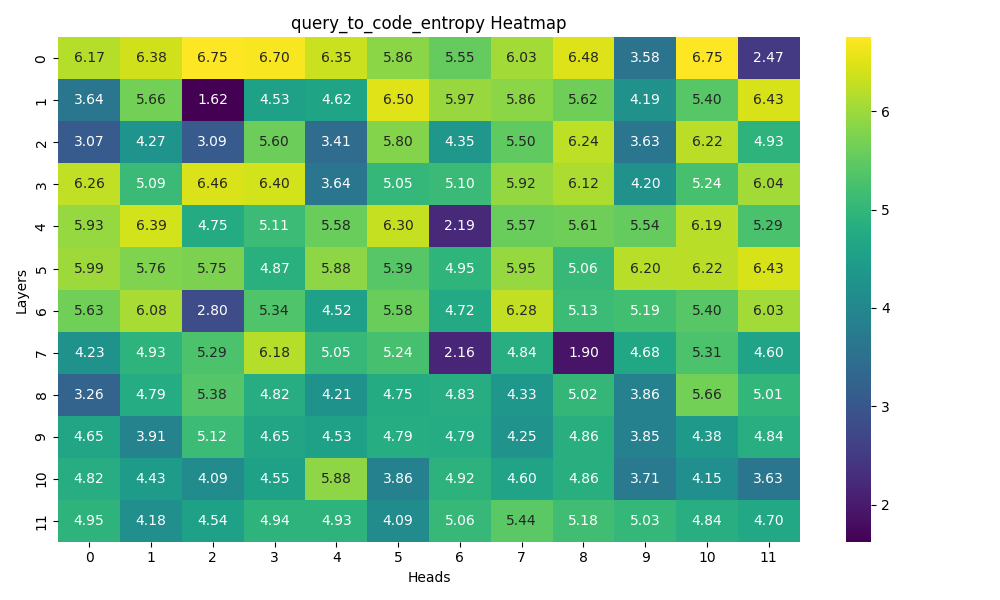 query_to_code_entropy Heatmap
0 6.17 6.38 6.75 6.70 6.35 5.86 5.55 6.03 6.48 3.58 6.75 2.47
1 3.64 5.66 1.62 4.53 4.62 6.50 5.97 5.86 5.62 4.19 5.40 6.43
2 3.07 4.27 3.09 5.60 3.41 5.80 4.35 5.50 6.24 3.63 6.22 4.93
3 6.26 5.09 6.46 6.40 3.64 5.05 5.10 5.92 6.12 4.20 5.24 6.04
4 5.93 6.39 4.75 5.11 5.58 6.30 2.19 5.57 5.61 5.54 6.19 5.29
5 5.99 5.76 5.75 4.87 5.88 5.39 4.95 5.95 5.06 6.20 6.22 6.43
6 5.63 6.08 2.80 5.34 4.52 5.58 4.72 6.28 5.13 5.19 5.40 6.03
7 4.23 4.93 5.29 6.18 5.05 5.24 2.16 4.84 1.90 4.68 5.31 4.60
8 3.26 4.79 5.38 4.82 4.21 4.75 4.83 4.33 5.02 3.86 5.66 5.01
9 4.65 3.91 5.12 4.65 4.53 4.79 4.79 4.25 4.86 3.85 4.38 4.84
10 4.82 4.43 4.09 4.55 5.88 3.86 4.92 4.60 4.86 3.71 4.15 3.63
11 4.95 4.18 4.54 4.94 4.93 4.09 5.06 5.44 5.18 5.03 4.84 4.70
0 1 2 3 4 5 6 7 8 9 10 11
Heads
Layers
6
5
4
3
2